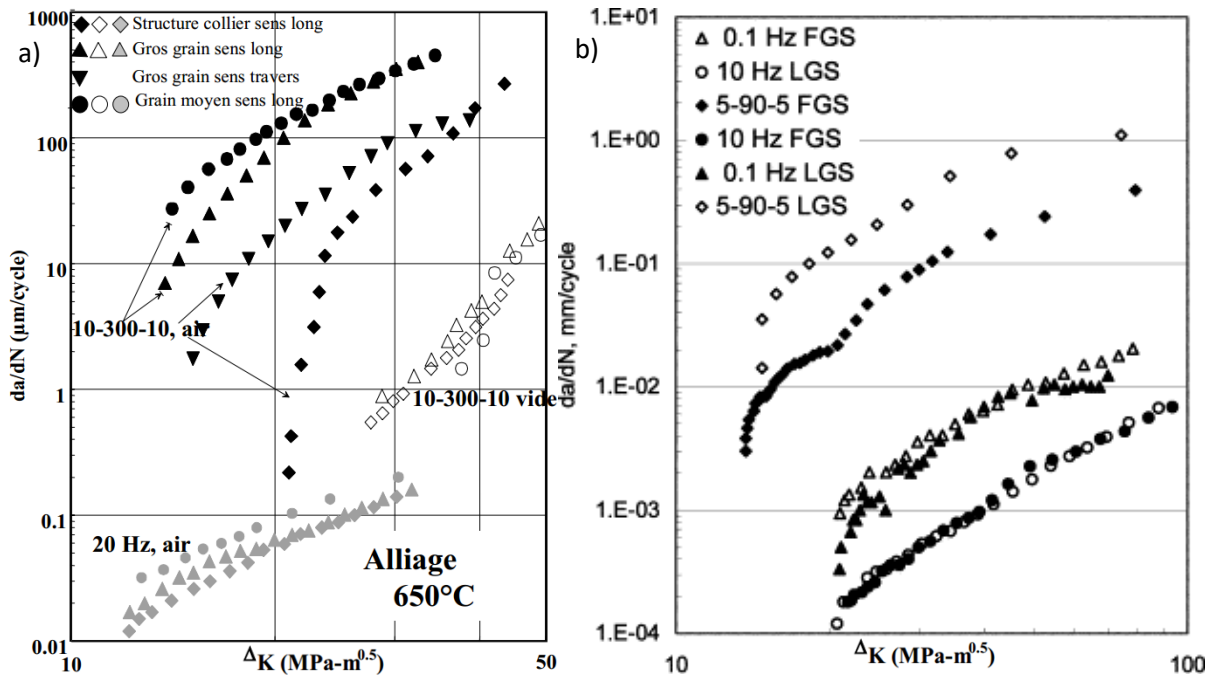 a)
1000
100
10
1
0.1
0.01
da/dN (µm/cycle)
Structure collier sens long
Gros grain sens long
Gros grain sens travers
Grain moyen sens long
10-300-10, air
10-300-10 vide
20 Hz, air
Alliage
650°C
10
50
ΔK (MPa-m0.5)
b)
1.E+01
1.E+00
1.E-01
1.E-02
1.E-03
1.E-04
da/dN, mm/cycle
0.1 Hz FGS
10 Hz LGS
5-90-5 FGS
10 Hz FGS
0.1 Hz LGS
5-90-5 LGS
10
100
ΔK (MPa-m0.5)